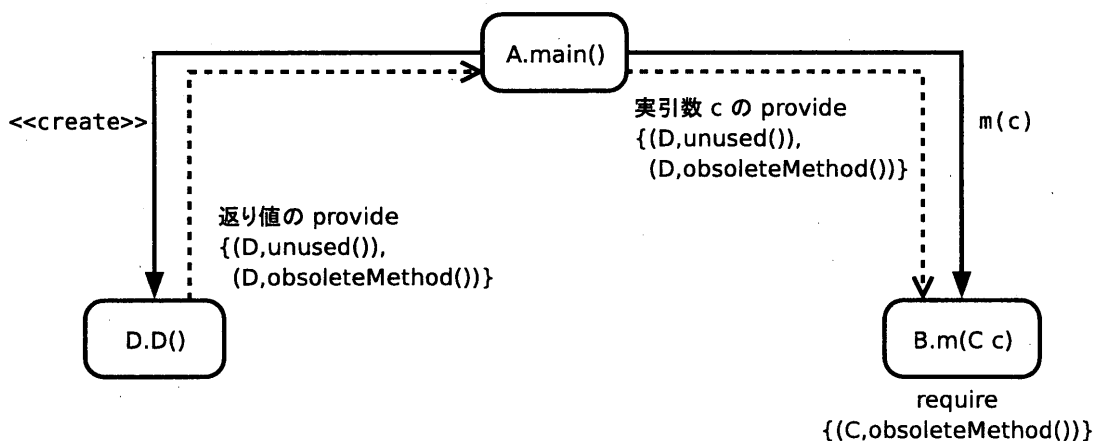 A.main()
<<create>>
実引数 c の provide
{(D,unused()),
(D,obsoleteMethod())}
m(c)
返り値の provide
{(D,unused()),
(D,obsoleteMethod())}
D.D()
B.m(C c)
require
{(C,obsoleteMethod())}